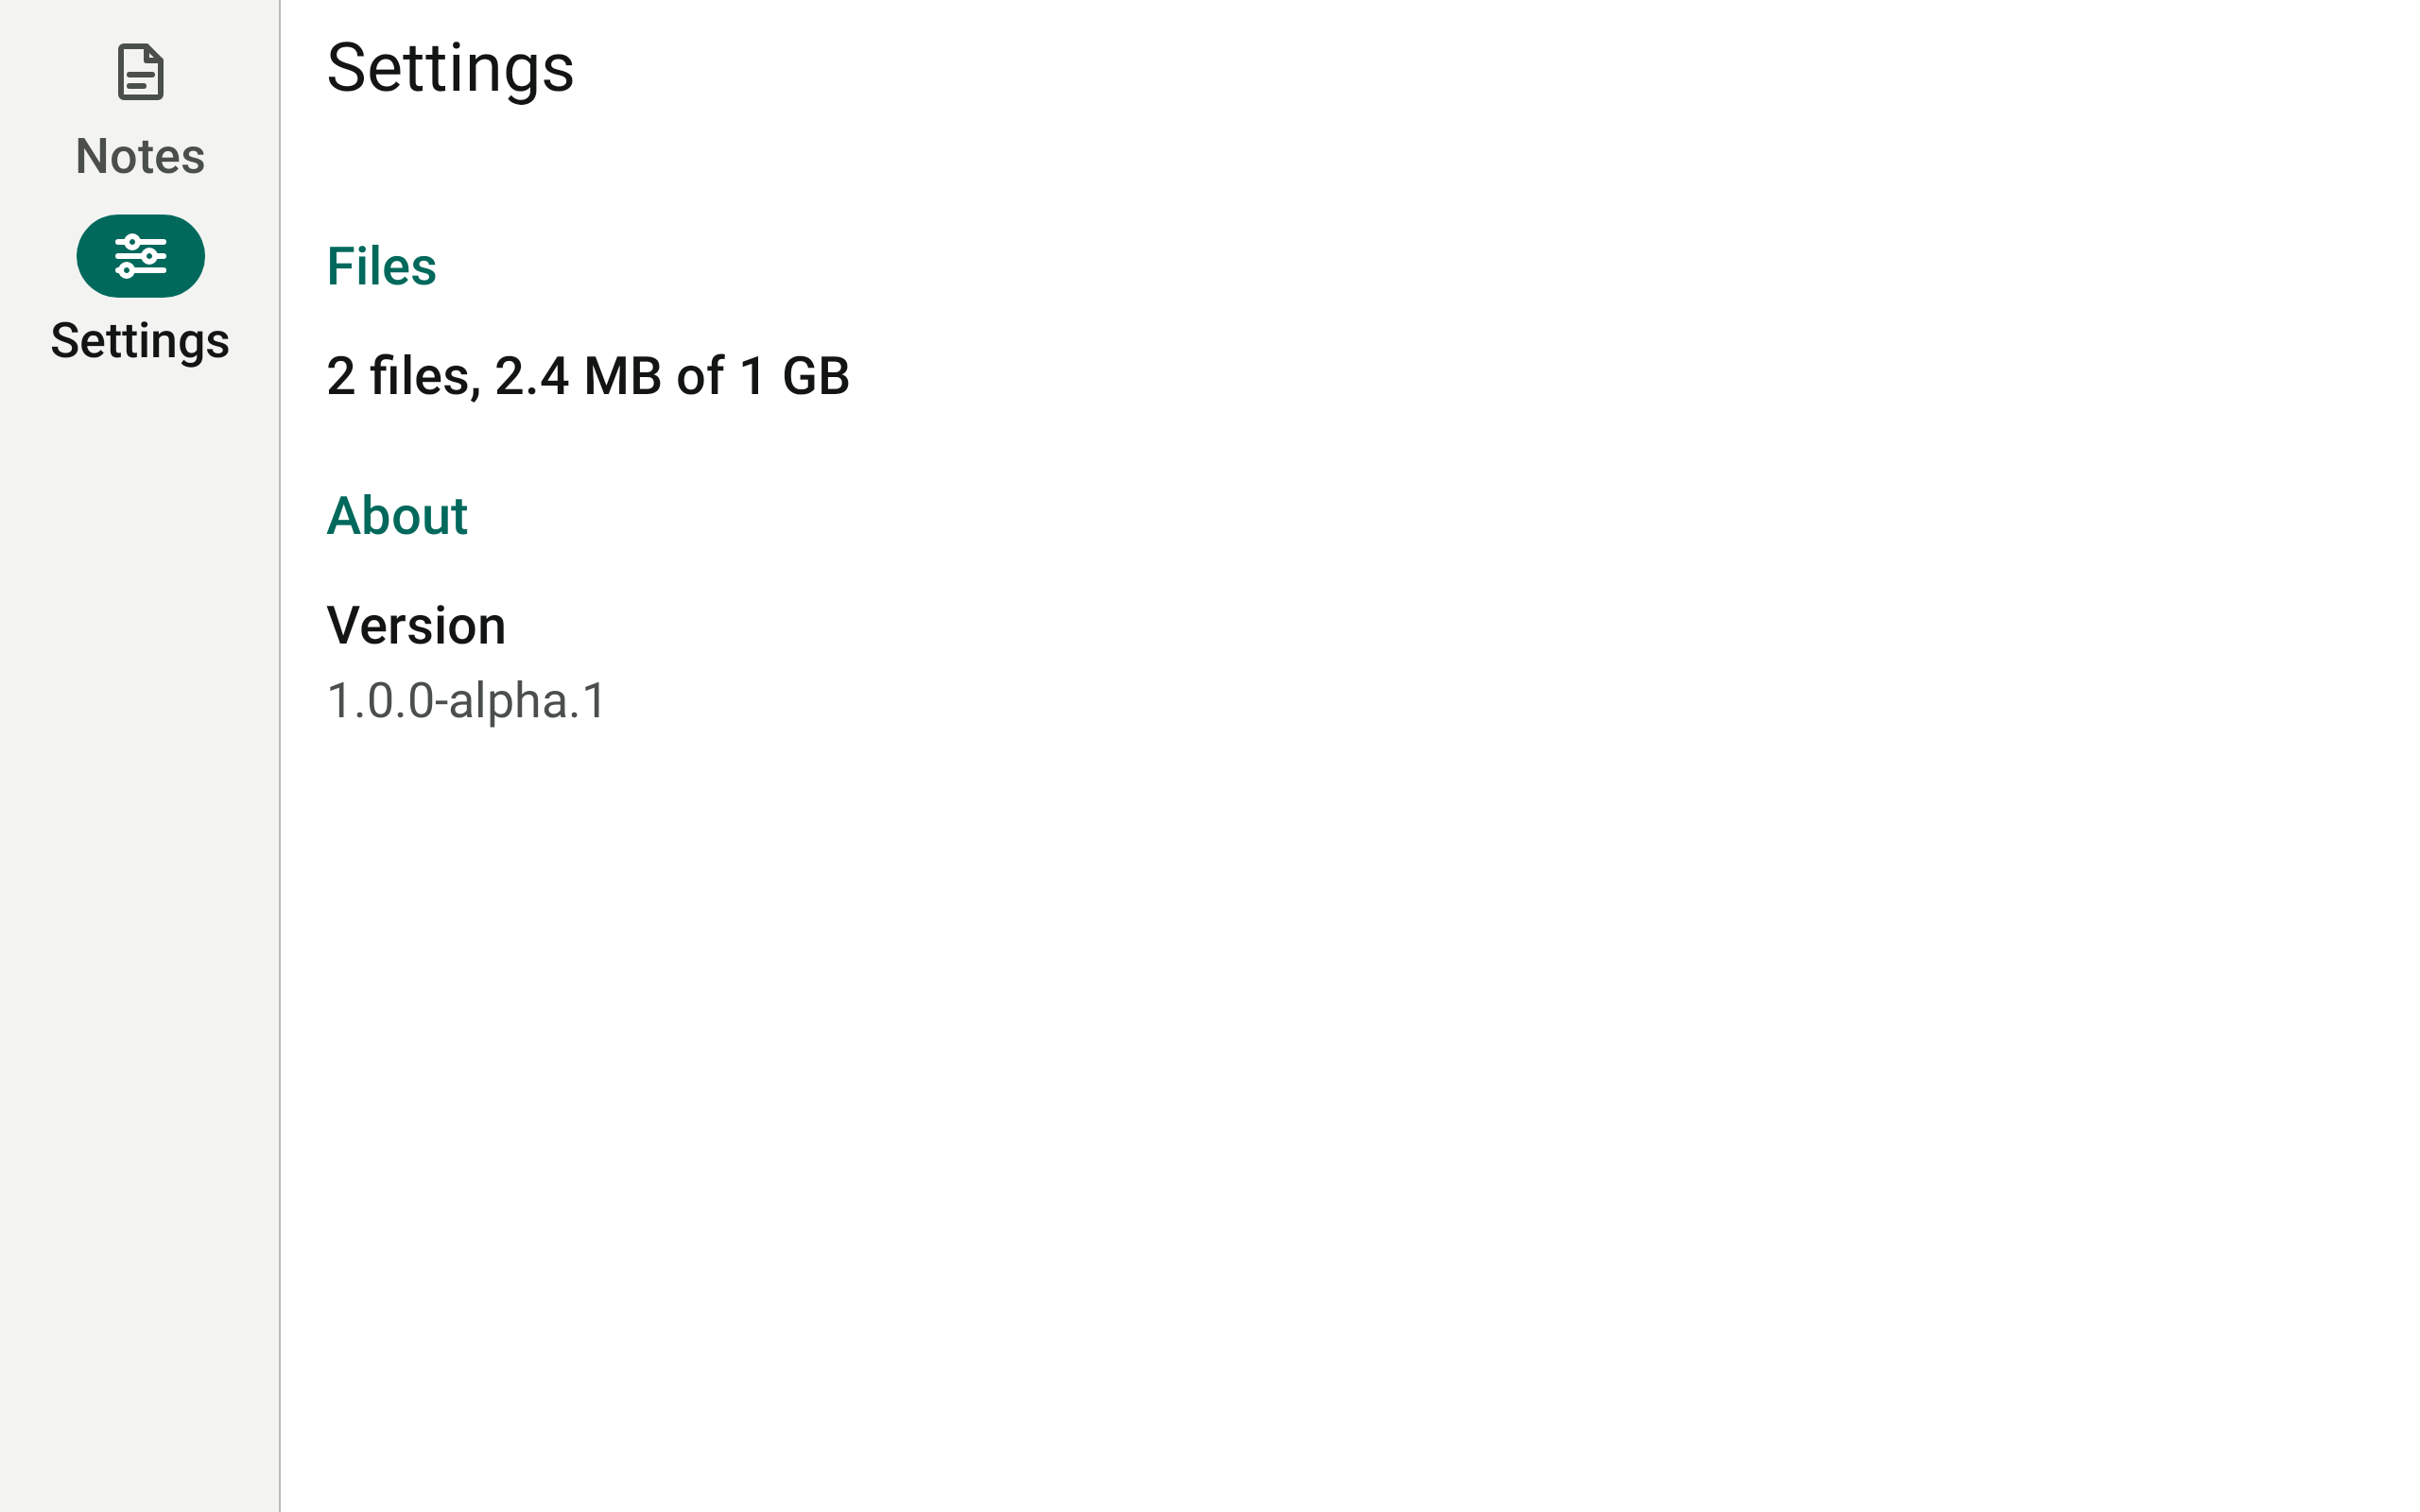 Notes
Settings
Settings
Files
2 files, 2.4 MB of 1 GB
About
Version
1.0.0-alpha.1